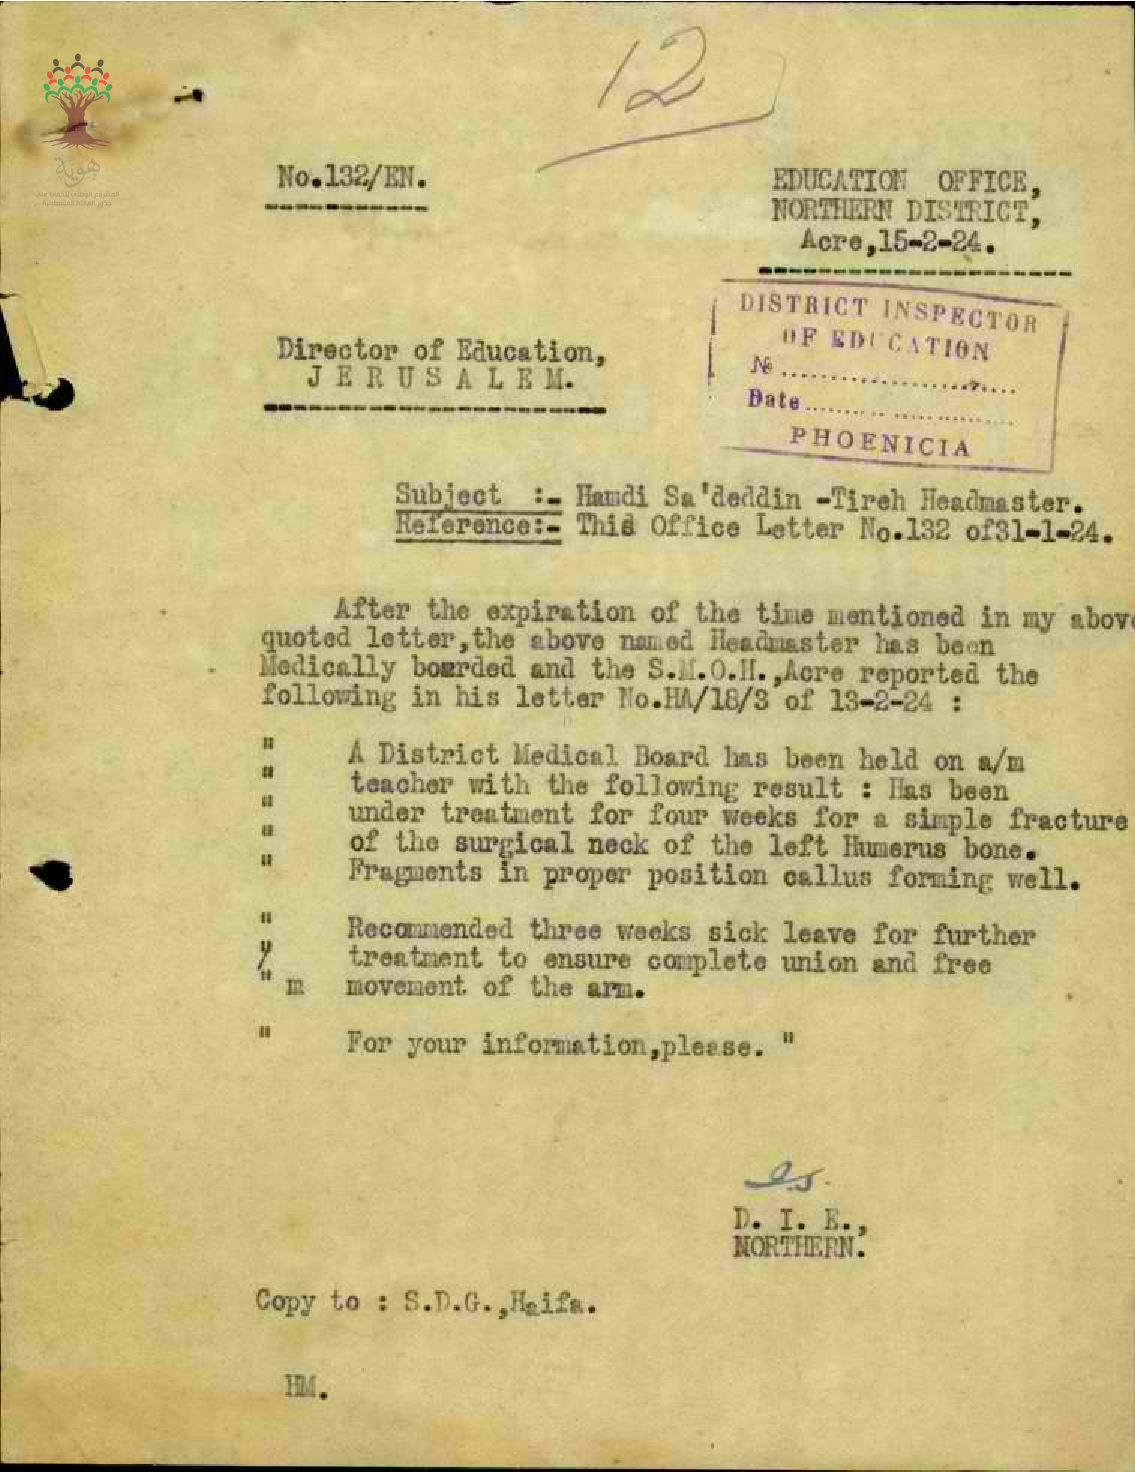 12
هوية
No.132/EN.
EDUCATION OFFICE,
NORTHERN DISTRICT,
Acre,15-2-24.
DISTRICT INSPECTOR
OF EDUCATION
№ ....................
Date ....................
PHOENICIA
Director of Education,
J E R U S A L E M.
Subject :- Hamdi Sa'deddin -Tireh Headmaster.
Reference:- This Office Letter No.132 of31-1-24.
After the expiration of the time mentioned in my above
quoted letter,the above named Headmaster has been
Medically boarded and the S.M.O.H.,Acre reported the
following in his letter No.HA/18/3 of 13-2-24 :
" A District Medical Board has been held on a/m
" teacher with the following result : Has been
" under treatment for four weeks for a simple fracture
" of the surgical neck of the left Humerus bone.
" Fragments in proper position callus forming well.
" Recommended three weeks sick leave for further
" treatment to ensure complete union and free
" m movement of the arm.
" For your information,please. "
D. I. E.,
NORTHERN.
Copy to : S.D.G.,Haifa.
HM.